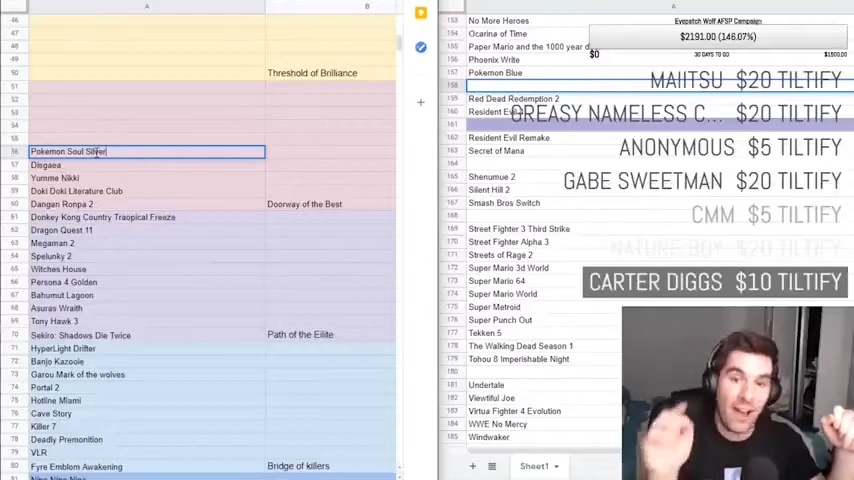 A
A
46
47
48
49
50 Threshold of Brilliance
51
52
53
54
55
56 Pokemon Soul Silver
57 Disgaea
58 Yumme Nikki
59 Doki Doki Literature Club
60 Dangan Ronpa 2 Doorway of the Best
61 Donkey Kong Country Traopical Freeze
62 Dragon Quest 11
63 Megaman 2
64 Spelunky 2
65 Witches House
66 Persona 4 Golden
67 Bahumut Lagoon
68 Asuras Wraith
69 Tony Hawk 3
70 Sekiro: Shadows Die Twice Path of the Eilite
71 HyperLight Drifter
72 Banjo Kazooie
73 Garou Mark of the wolves
74 Portal 2
75 Hotline Miami
76 Cave Story
77 Killer 7
78 Deadly Premonition
79 VLR
80 Fyre Emblom Awakening Bridge of killers
B
153 No More Heroes
154 Ocarina of Time
155 Paper Mario and the 1000 year d
156 Phoenix Write
157 Pokemon Blue
158
159 Red Dead Redemption 2
160 Resident Evil
161
162 Resident Evil Remake
163 Secret of Mana
164
165 Shenumue 2
166 Silent Hill 2
167 Smash Bros Switch
168
169 Street Fighter 3 Third Strike
170 Street Fighter Alpha 3
171 Streets of Rage 2
172 Super Mario 3d World
173 Super Mario 64
174 Super Mario World
175 Super Metroid
176 Super Punch Out
177 Tekken 5
178 The Walking Dead Season 1
179 Tohou 8 Imperishable Night
180
181 Undertale
182 Viewtiful Joe
183 Virtua Fighter 4 Evolution
184 WWE No Mercy
185 Windwaker
Sheet1
Eyepatch Wolf AFSP Campaign
$2191.00 (146.07%)
$0 30 DAYS TO GO $1500.00
MAIITSU $20 TILTIFY
GREASY NAMELESS C... $20 TILTIFY
ANONYMOUS $5 TILTIFY
GABE SWEETMAN $20 TILTIFY
CMM $5 TILTIFY
NATURE BOY $20 TILTIFY
CARTER DIGGS $10 TILTIFY